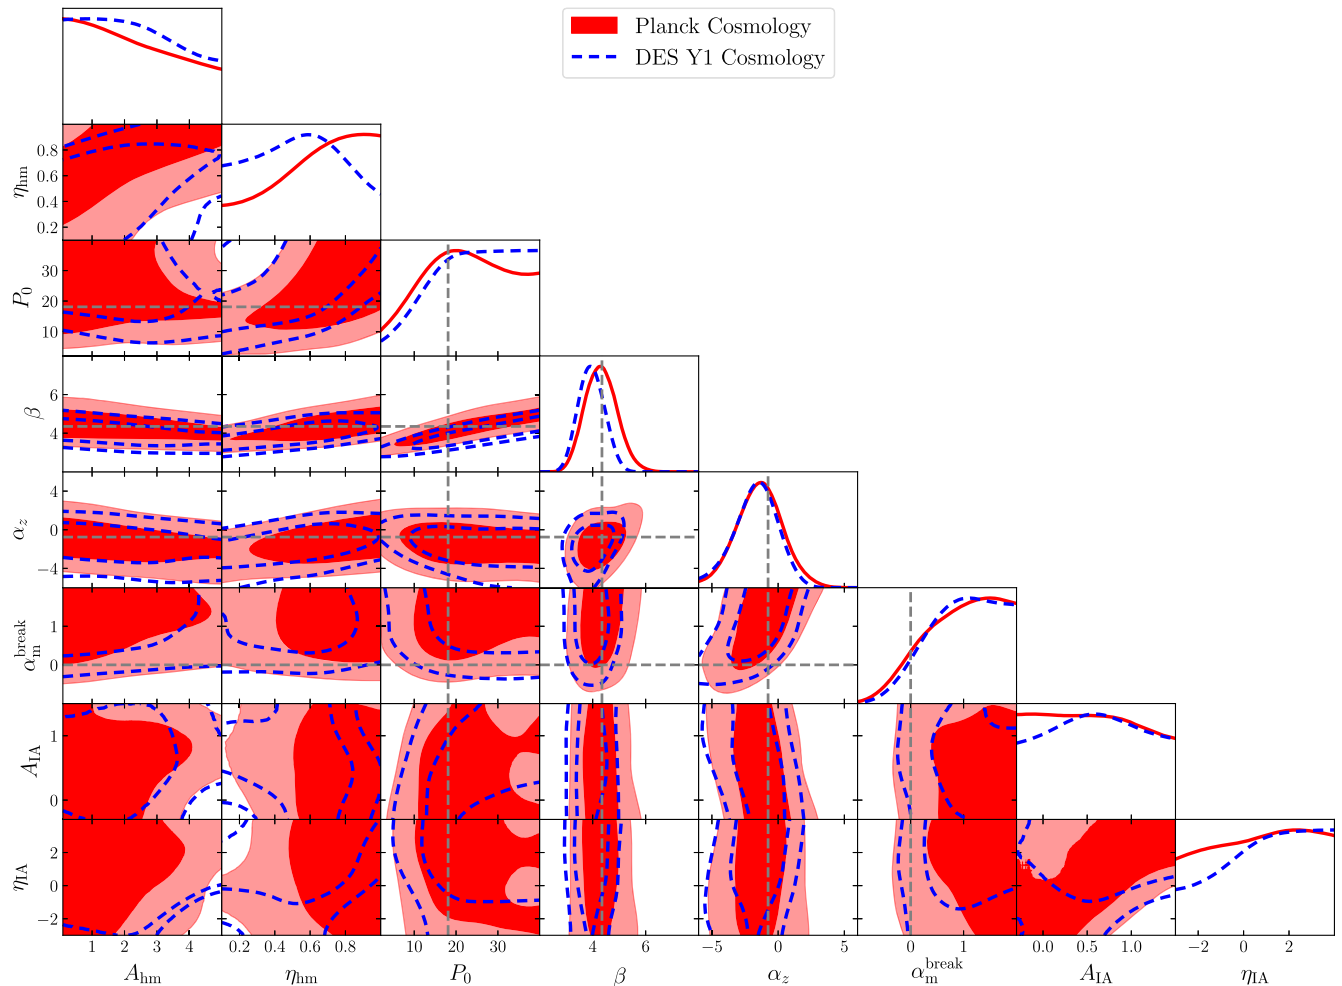 Planck Cosmology
DES Y1 Cosmology
η_hm
0.8
0.6
0.4
0.2
P_0
30
20
10
β
6
4
α_z
4
0
−4
α_m^break
1
0
A_IA
1
0
η_IA
2
0
−2
1 2 3 4 0.2 0.4 0.6 0.8 10 20 30 4 6 −5 0 5 0 1 0.0 0.5 1.0 −2 0 2
A_hm η_hm P_0 β α_z α_m^break A_IA η_IA